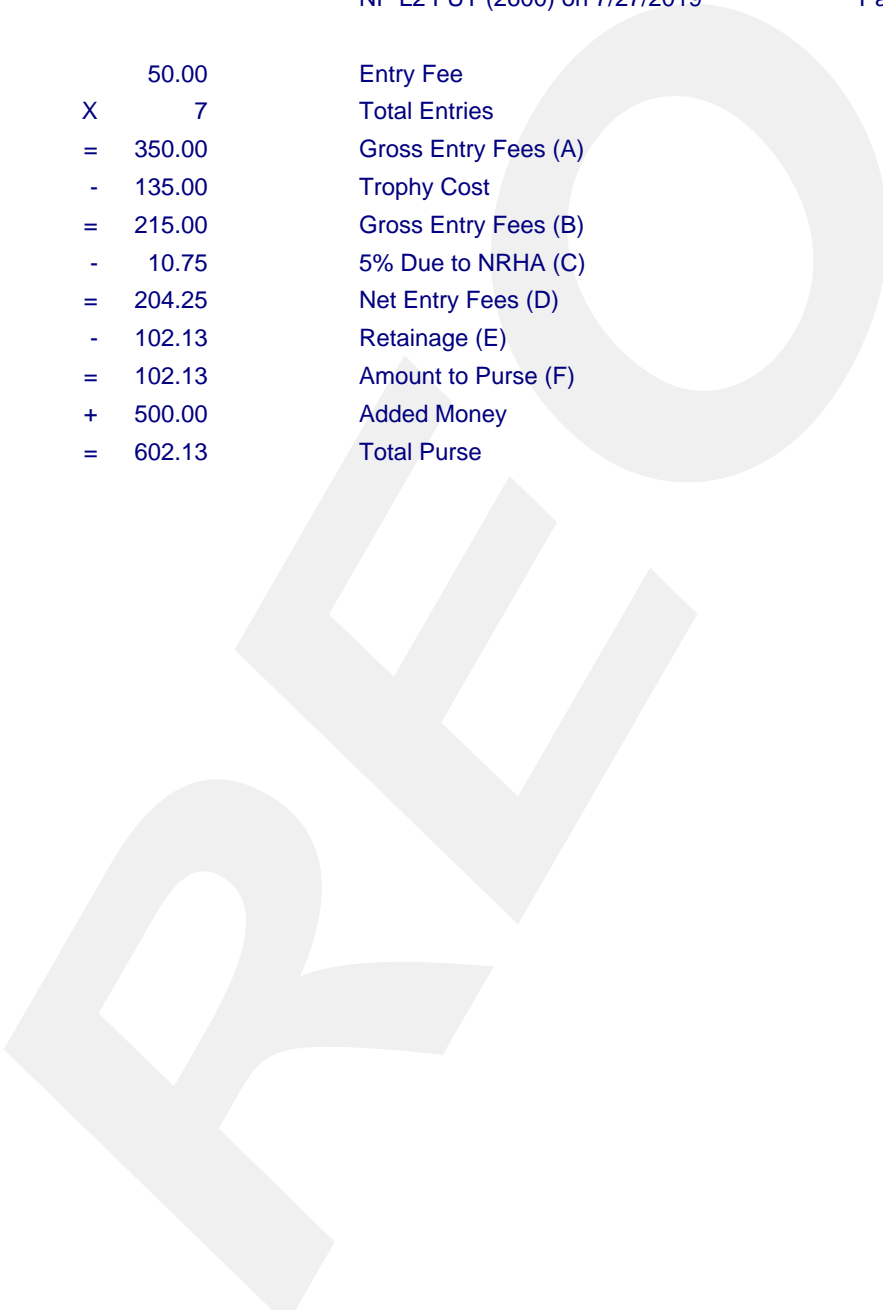 50.00 Entry Fee
X 7 Total Entries
= 350.00 Gross Entry Fees (A)
- 135.00 Trophy Cost
= 215.00 Gross Entry Fees (B)
- 10.75 5% Due to NRHA (C)
= 204.25 Net Entry Fees (D)
- 102.13 Retainage (E)
= 102.13 Amount to Purse (F)
+ 500.00 Added Money
= 602.13 Total Purse
REO